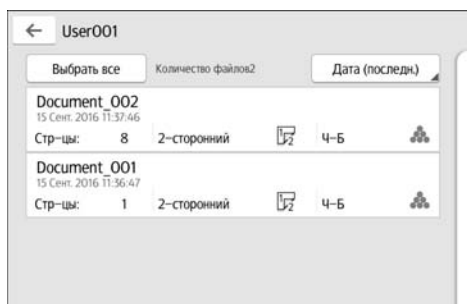 User001
Выбрать все Количество файлов2 Дата (последн.)
Document_002
15 Сент. 2016 11:37:46
Стр-цы: 8 2-сторонний Ч-Б
Document_001
15 Сент. 2016 11:36:47
Стр-цы: 1 2-сторонний Ч-Б